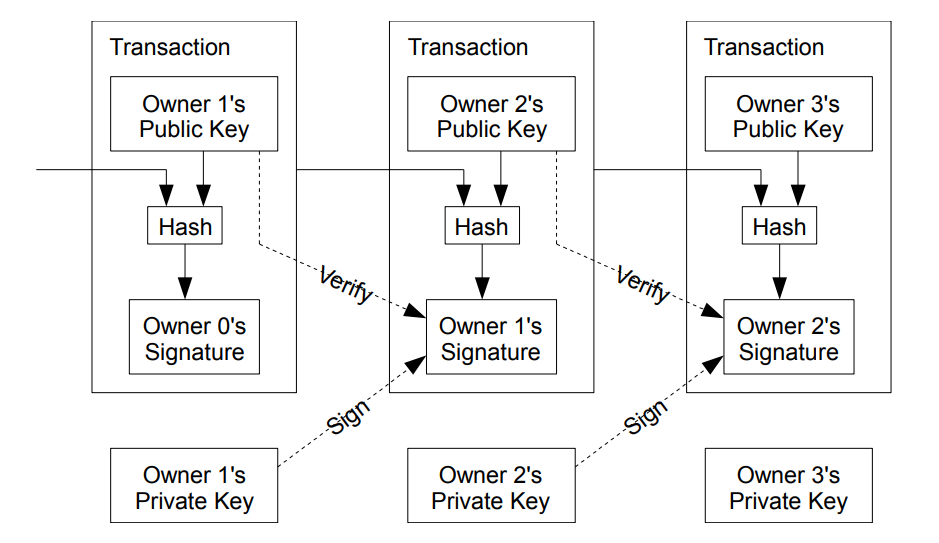 Transaction
Owner 1's
Public Key
Hash
Owner 0's
Signature
Transaction
Owner 2's
Public Key
Hash
Verify
Owner 1's
Signature
Transaction
Owner 3's
Public Key
Hash
Verify
Owner 2's
Signature
Sign
Sign
Owner 1's
Private Key
Owner 2's
Private Key
Owner 3's
Private Key